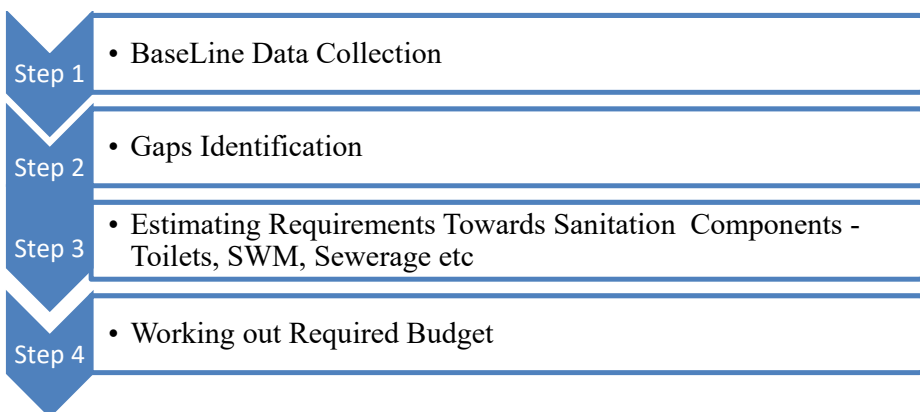 Step 1
• BaseLine Data Collection
Step 2
• Gaps Identification
Step 3
• Estimating Requirements Towards Sanitation Components -
Toilets, SWM, Sewerage etc
Step 4
• Working out Required Budget